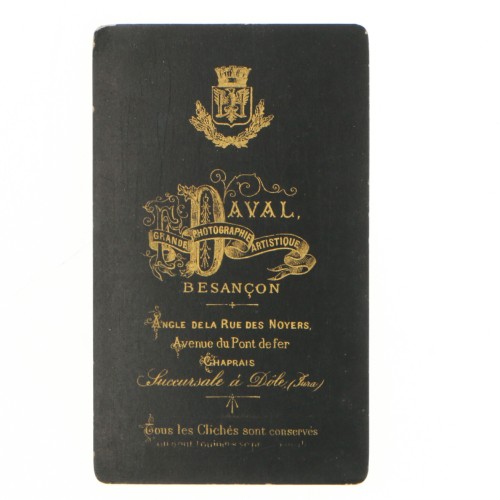 E. DAVAL,
GRANDE PHOTOGRAPHIE ARTISTIQUE
BESANÇON
ANGLE DE LA RUE DES NOYERS,
Avenue du Pont de fer
CHAPRAIS
Succursale à Dôle, (Jura)
Tous les Clichés sont conservés